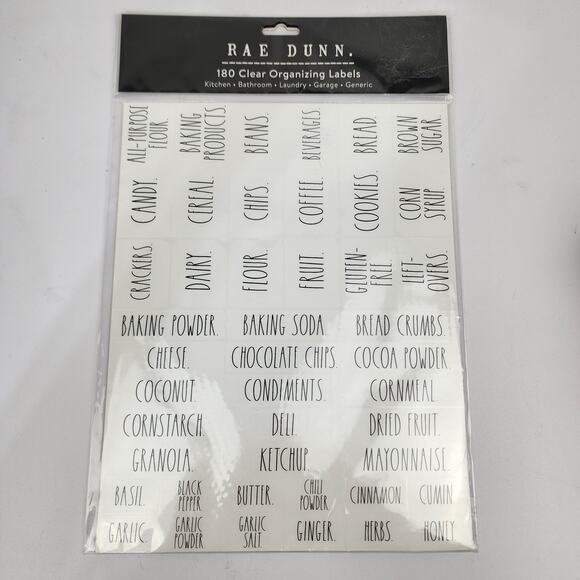 RAE DUNN.
180 Clear Organizing Labels
Kitchen • Bathroom • Laundry • Garage • Generic
ALL-PURPOSE
FLOUR.
BAKING
PRODUCTS.
BEANS.
BEVERAGES.
BREAD.
BROWN
SUGAR.
CANDY.
CEREAL.
CHIPS.
COFFEE.
COOKIES.
CORN
SYRUP.
CRACKERS.
DAIRY.
FLOUR.
FRUIT.
GLUTEN-
FREE.
LEFT-
OVERS.
BAKING POWDER. BAKING SODA. BREAD CRUMBS.
CHEESE. CHOCOLATE CHIPS. COCOA POWDER.
COCONUT. CONDIMENTS. CORNMEAL.
CORNSTARCH. DELI. DRIED FRUIT.
GRANOLA. KETCHUP. MAYONNAISE.
BASIL.
BLACK
PEPPER.
BUTTER.
CHILI
POWDER.
CINNAMON.
CUMIN.
GARLIC.
GARLIC
POWDER.
GARLIC
SALT.
GINGER.
HERBS.
HONEY.